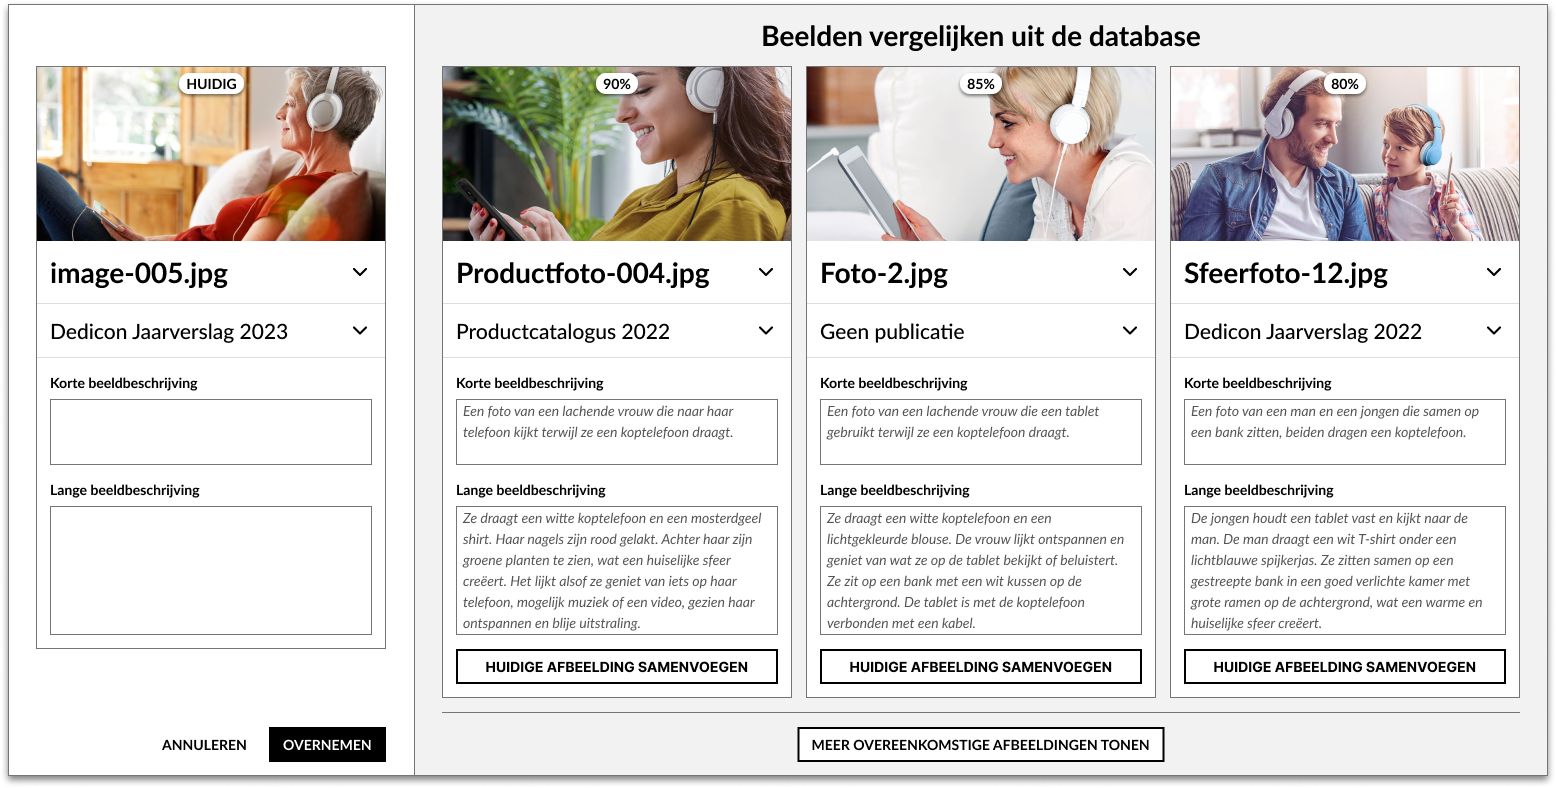 Beelden vergelijken uit de database
HUIDIG
image-005.jpg
Dedicon Jaarverslag 2023
Korte beeldbeschrijving
Lange beeldbeschrijving
ANNULEREN
OVERNEMEN
90%
Productfoto-004.jpg
Productcatalogus 2022
Korte beeldbeschrijving
Een foto van een lachende vrouw die naar haar
telefoon kijkt terwijl ze een koptelefoon draagt.
Lange beeldbeschrijving
Ze draagt een witte koptelefoon en een mosterdgeel
shirt. Haar nagels zijn rood gelakt. Achter haar zijn
groene planten te zien, wat een huiselijke sfeer
creëert. Het lijkt alsof ze geniet van iets op haar
telefoon, mogelijk muziek of een video, gezien haar
ontspannen en blije uitstraling.
HUIDIGE AFBEELDING SAMENVOEGEN
85%
Foto-2.jpg
Geen publicatie
Korte beeldbeschrijving
Een foto van een lachende vrouw die een tablet
gebruikt terwijl ze een koptelefoon draagt.
Lange beeldbeschrijving
Ze draagt een witte koptelefoon en een
lichtgekleurde blouse. De vrouw lijkt ontspannen en
geniet van wat ze op de tablet bekijkt of beluistert.
Ze zit op een bank met een wit kussen op de
achtergrond. De tablet is met de koptelefoon
verbonden met een kabel.
HUIDIGE AFBEELDING SAMENVOEGEN
80%
Sfeerfoto-12.jpg
Dedicon Jaarverslag 2022
Korte beeldbeschrijving
Een foto van een man en een jongen die samen op
een bank zitten, beiden dragen een koptelefoon.
Lange beeldbeschrijving
De jongen houdt een tablet vast en kijkt naar de
man. De man draagt een wit T-shirt onder een
lichtblauwe spijkerjas. Ze zitten samen op een
gestreepte bank in een goed verlichte kamer met
grote ramen op de achtergrond, wat een warme en
huiselijke sfeer creëert.
HUIDIGE AFBEELDING SAMENVOEGEN
MEER OVEREENKOMSTIGE AFBEELDINGEN TONEN